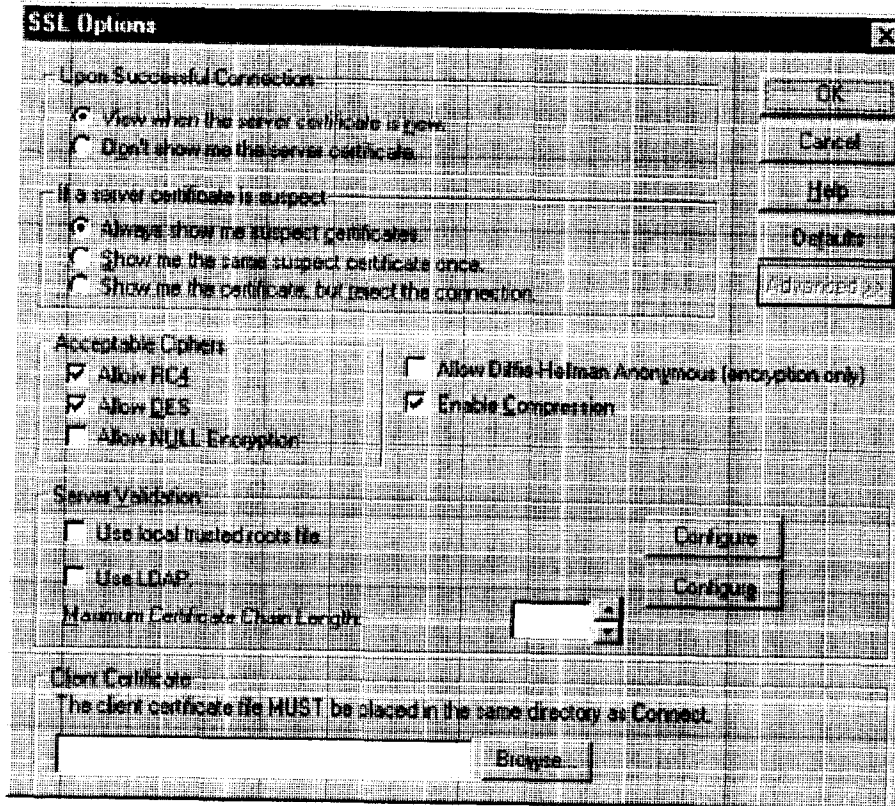 SSL Options
Upon Successful Connection
View when the server certificate is new.
Don't show me the server certificate.
If a server certificate is suspect
Always show me suspect certificates.
Show me the same suspect certificate once.
Show me the certificate, but reject the connection.
OK
Cancel
Help
Defaults
Advanced >>
Acceptable Ciphers
Allow RC4
Allow DES
Allow NULL Encryption
Allow Diffie-Hellman Anonymous (encryption only)
Enable Compression
Server Validation
Use local trusted roots file.
Configure
Use LDAP.
Configure
Maximum Certificate Chain Length:
Client Certificate
The client certificate file MUST be placed in the same directory as Connect.
Browse...